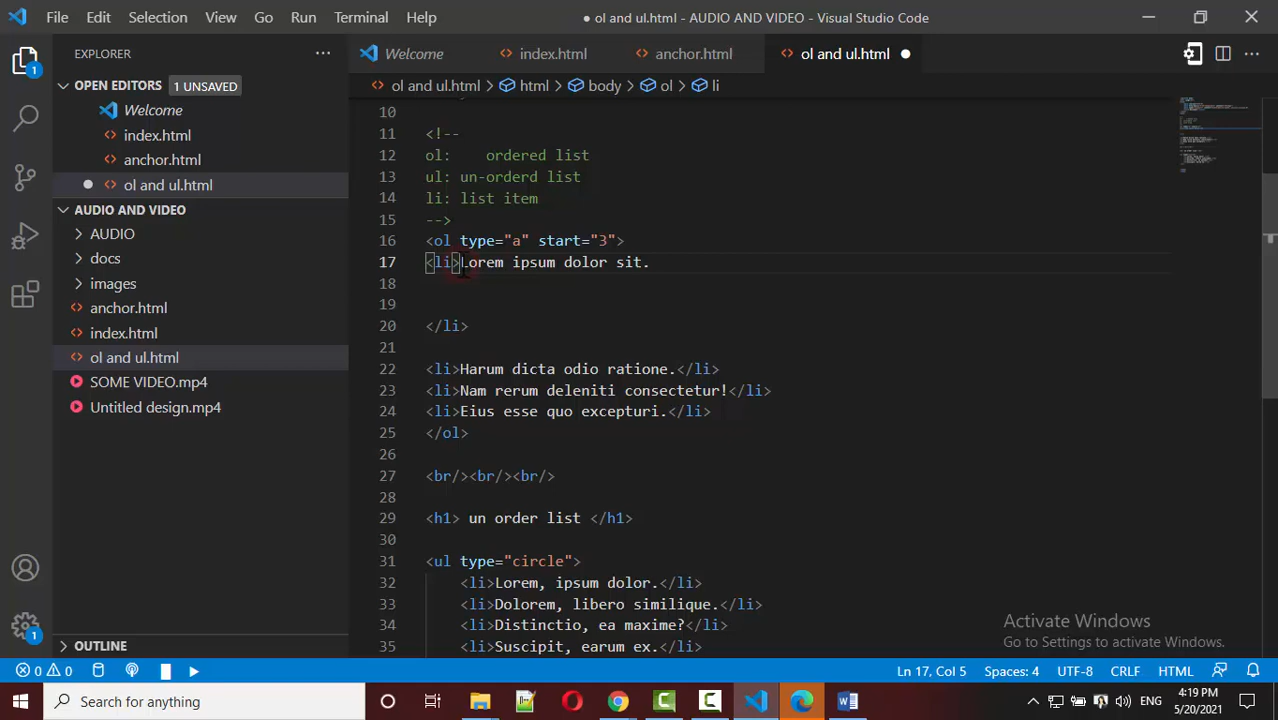 File Edit Selection View Go Run Terminal Help ● ol and ul.html - AUDIO AND VIDEO - Visual Studio Code
EXPLORER
OPEN EDITORS 1 UNSAVED
Welcome
index.html
anchor.html
ol and ul.html
AUDIO AND VIDEO
AUDIO
docs
images
anchor.html
index.html
ol and ul.html
SOME VIDEO.mp4
Untitled design.mp4
OUTLINE
1
1
Welcome index.html anchor.html ol and ul.html
ol and ul.html > html > body > ol > li
10
11 <!--
12 ol:    ordered list
13 ul: un-orderd list
14 li: list item
15 -->
16 <ol type="a" start="3">
17 <li>Lorem ipsum dolor sit.
18
19
20 </li>
21
22 <li>Harum dicta odio ratione.</li>
23 <li>Nam rerum deleniti consectetur!</li>
24 <li>Eius esse quo excepturi.</li>
25 </ol>
26
27 <br/><br/><br/>
28
29 <h1> un order list </h1>
30
31 <ul type="circle">
32     <li>Lorem, ipsum dolor.</li>
33     <li>Dolorem, libero similique.</li>
34     <li>Distinctio, ea maxime?</li>
35     <li>Suscipit, earum ex.</li>
Activate Windows
Go to Settings to activate Windows.
0 0 Ln 17, Col 5 Spaces: 4 UTF-8 CRLF HTML
Search for anything
ENG
4:19 PM
5/20/2021